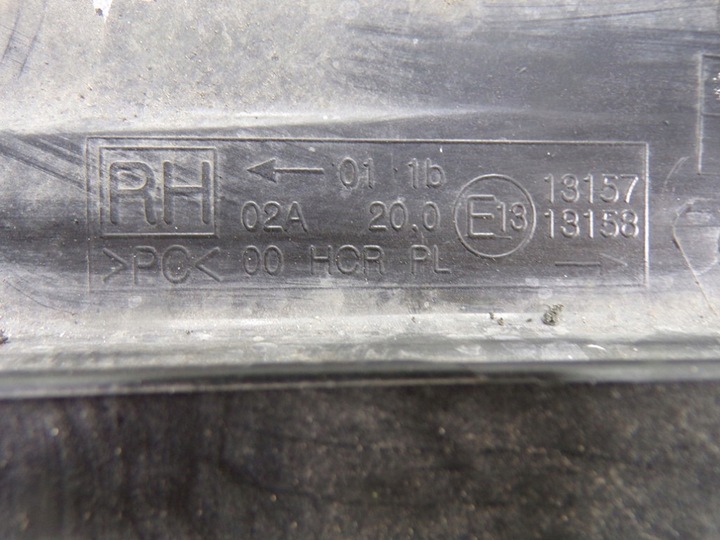 RH ← 01 1b 13157
02A 20,0 E13 13158
>PC< 00 HCR PL →